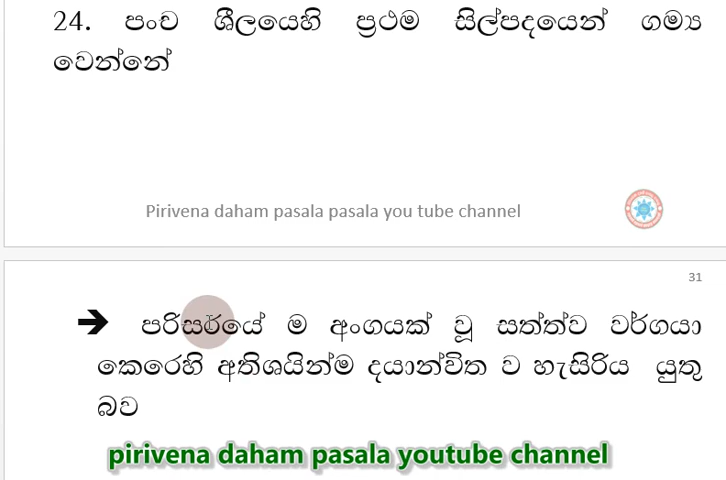 24. පංච ශීලයෙහි ප්‍රථම සිල්පදයෙන් ගම්‍ය
වෙන්නේ
Pirivena daham pasala pasala you tube channel
31
➔ පරිසරයේ ම අංගයක් වූ සත්ත්ව වර්ගයා
කෙරෙහි අතිශයින්ම දයාන්විත ව හැසිරිය යුතු
බව
pirivena daham pasala youtube channel